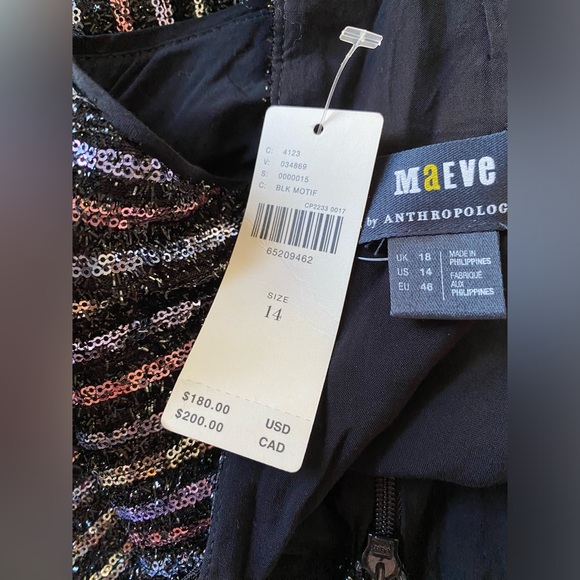 C: 4123
V: 034869
S: 0000015
C: BLK MOTIF
CP2233 0017
65209462
SIZE
14
$180.00 USD
$200.00 CAD
MaEVE
by ANTHROPOLOG
UK 18
US 14
EU 46
MADE IN
PHILIPPINES
FABRIQUÉ
AUX
PHILIPPINES